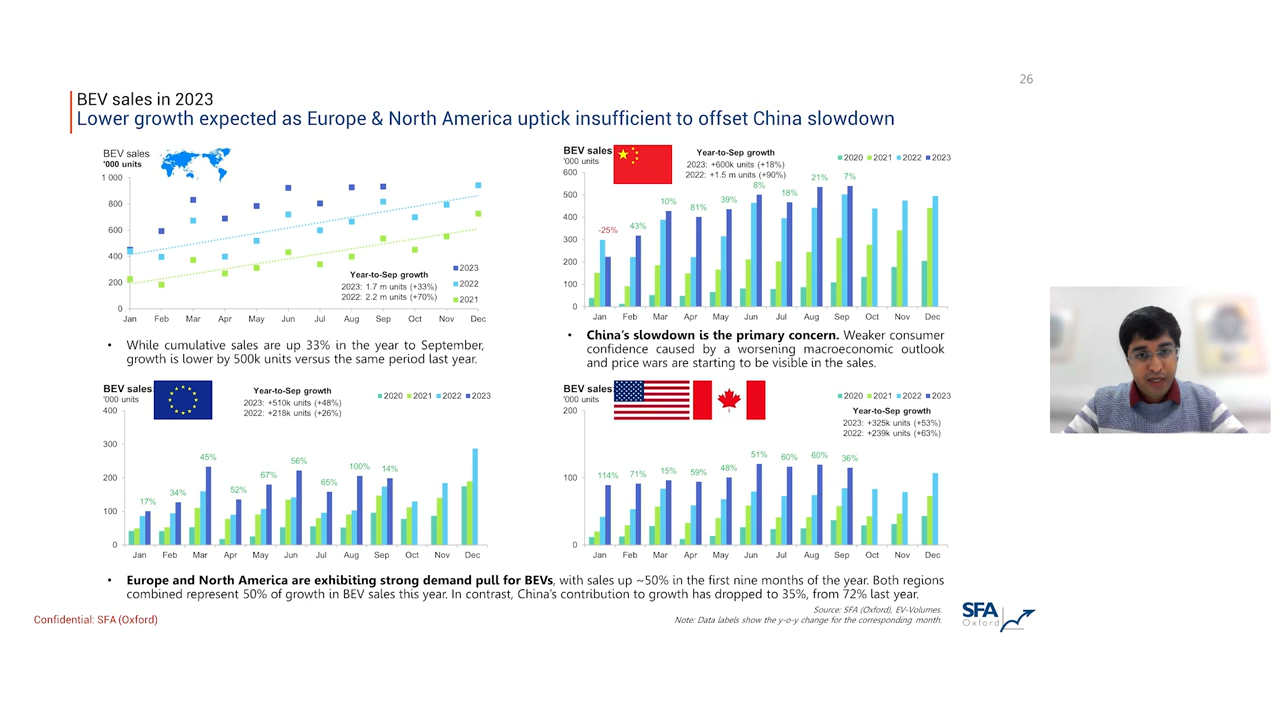 26
BEV sales in 2023
Lower growth expected as Europe & North America uptick insufficient to offset China slowdown
BEV sales
'000 units
1 000
800
600
400
200
0
Jan Feb Mar Apr May Jun Jul Aug Sep Oct Nov Dec
Year-to-Sep growth
2023: 1.7 m units (+33%)
2022: 2.2 m units (+70%)
2023
2022
2021
BEV sales
'000 units
Year-to-Sep growth
2023: +600k units (+18%)
2022: +1.5 m units (+90%)
2020 2021 2022 2023
600
500
400
300
200
100
0
-25% 43% 10% 81% 39% 8% 18% 21% 7%
Jan Feb Mar Apr May Jun Jul Aug Sep Oct Nov Dec
• While cumulative sales are up 33% in the year to September,
growth is lower by 500k units versus the same period last year.
• China's slowdown is the primary concern. Weaker consumer
confidence caused by a worsening macroeconomic outlook
and price wars are starting to be visible in the sales.
BEV sales
'000 units
Year-to-Sep growth
2023: +510k units (+48%)
2022: +218k units (+26%)
2020 2021 2022 2023
400
300
200
100
0
17% 34% 45% 52% 67% 56% 65% 100% 14%
Jan Feb Mar Apr May Jun Jul Aug Sep Oct Nov Dec
BEV sales
'000 units
2020 2021 2022 2023
Year-to-Sep growth
2023: +325k units (+53%)
2022: +239k units (+63%)
200
100
0
114% 71% 15% 59% 48% 51% 60% 60% 36%
Jan Feb Mar Apr May Jun Jul Aug Sep Oct Nov Dec
• Europe and North America are exhibiting strong demand pull for BEVs, with sales up ~50% in the first nine months of the year. Both regions
combined represent 50% of growth in BEV sales this year. In contrast, China's contribution to growth has dropped to 35%, from 72% last year.
Source: SFA (Oxford), EV-Volumes.
Note: Data labels show the y-o-y change for the corresponding month.
Confidential: SFA (Oxford)
SFA
Oxford